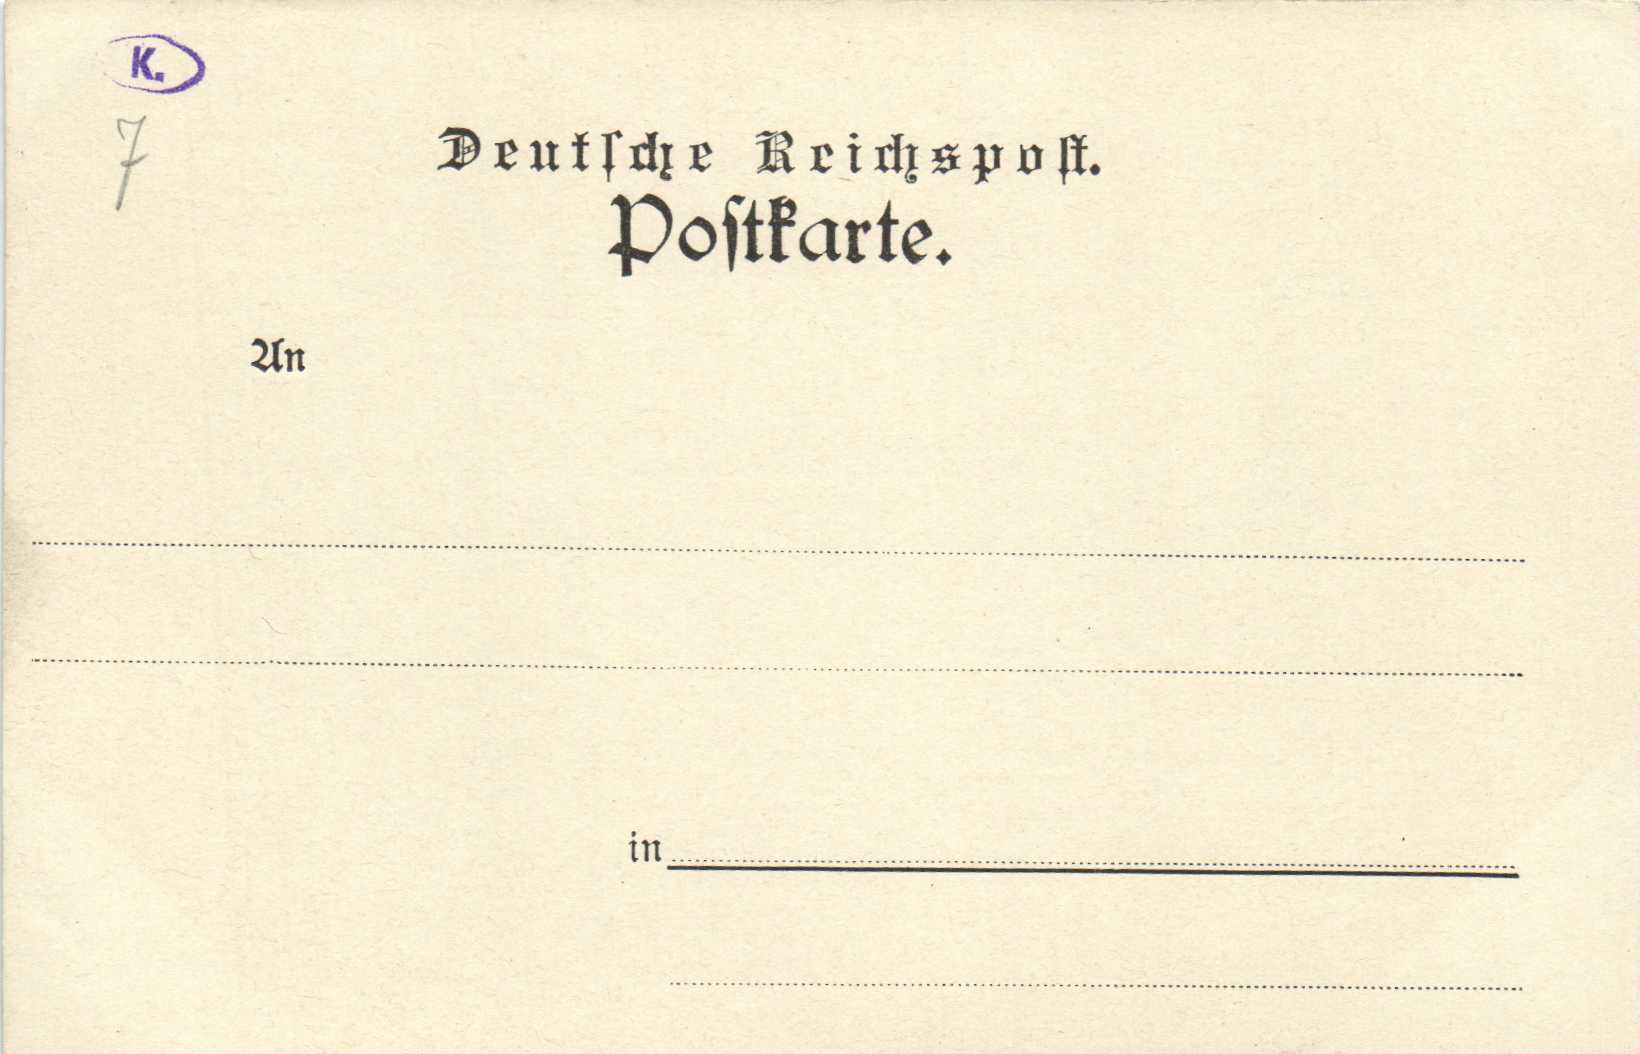 K.
7
Deutſche Reichspoſt.
Poſtkarte.
An
in